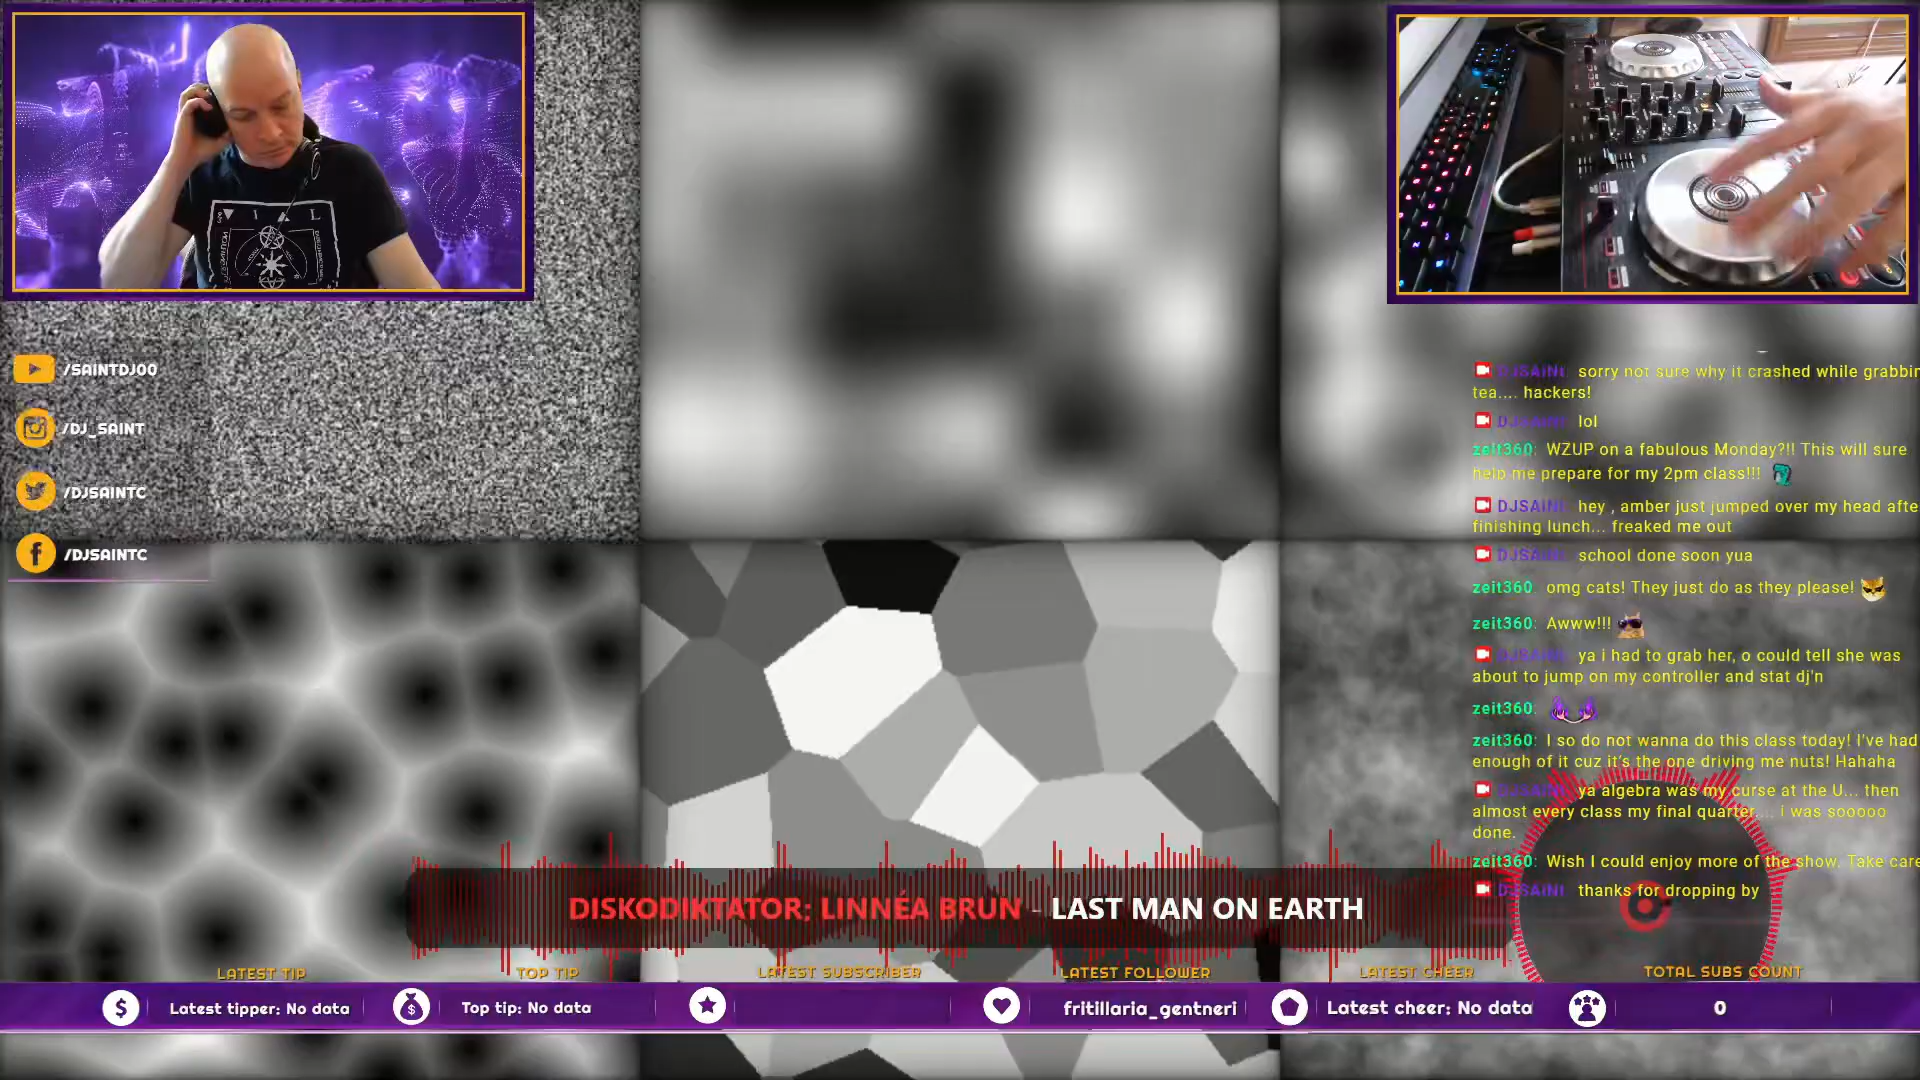 V I L
/SAINTDJOO
/DJ_SAINT
/DJSAINTC
/DJSAINTC
DJSAINt sorry not sure why it crashed while grabbin
tea.... hackers!
DJSAINt lol
zeit360: WZUP on a fabulous Monday?!! This will sure
help me prepare for my 2pm class!!!
DJSAINt hey , amber just jumped over my head afte
finishing lunch... freaked me out
DJSAINt school done soon yua
zeit360: omg cats! They just do as they please!
zeit360: Awww!!!
DJSAINt ya i had to grab her, o could tell she was
about to jump on my controller and stat dj'n
zeit360:
zeit360: I so do not wanna do this class today! I've had
enough of it cuz it's the one driving me nuts! Hahaha
DJSAINt ya algebra was my curse at the U... then
almost every class my final quarter.... i was sooooo
done.
zeit360: Wish I could enjoy more of the show. Take care
DJSAINt thanks for dropping by
DISKODIKTATOR; LINNÉA BRUN - LAST MAN ON EARTH
LATEST TIP TOP TIP LATEST SUBSCRIBER LATEST FOLLOWER LATEST CHEER TOTAL SUBS COUNT
Latest tipper: No data Top tip: No data fritillaria_gentneri Latest cheer: No data 0